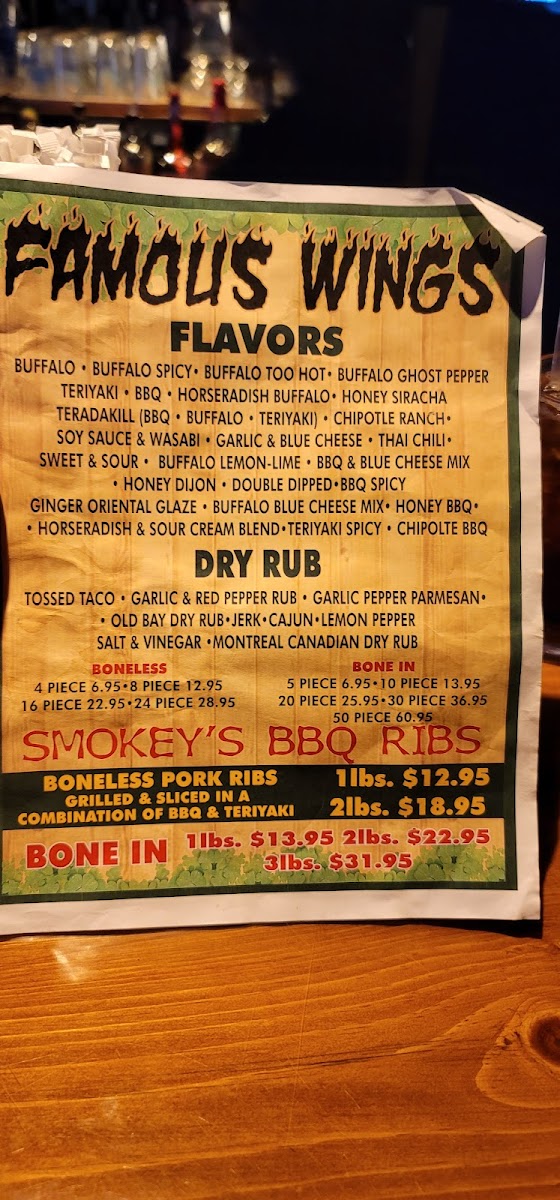 FAMOUS WINGS
FLAVORS
BUFFALO • BUFFALO SPICY• BUFFALO TOO HOT• BUFFALO GHOST PEPPER
TERIYAKI • BBQ • HORSERADISH BUFFALO• HONEY SIRACHA
TERADAKILL (BBQ • BUFFALO • TERIYAKI) • CHIPOTLE RANCH•
SOY SAUCE & WASABI • GARLIC & BLUE CHEESE • THAI CHILI•
SWEET & SOUR • BUFFALO LEMON-LIME • BBQ & BLUE CHEESE MIX
• HONEY DIJON • DOUBLE DIPPED•BBQ SPICY
GINGER ORIENTAL GLAZE • BUFFALO BLUE CHEESE MIX• HONEY BBQ•
• HORSERADISH & SOUR CREAM BLEND•TERIYAKI SPICY • CHIPOLTE BBQ
DRY RUB
TOSSED TACO • GARLIC & RED PEPPER RUB • GARLIC PEPPER PARMESAN•
• OLD BAY DRY RUB•JERK•CAJUN•LEMON PEPPER
SALT & VINEGAR •MONTREAL CANADIAN DRY RUB
BONELESS
4 PIECE 6.95•8 PIECE 12.95
16 PIECE 22.95•24 PIECE 28.95
BONE IN
5 PIECE 6.95•10 PIECE 13.95
20 PIECE 25.95•30 PIECE 36.95
50 PIECE 60.95
SMOKEY'S BBQ RIBS
BONELESS PORK RIBS
GRILLED & SLICED IN A
COMBINATION OF BBQ & TERIYAKI
1lbs. $12.95
2lbs. $18.95
BONE IN
1lbs. $13.95 2lbs. $22.95
3lbs. $31.95